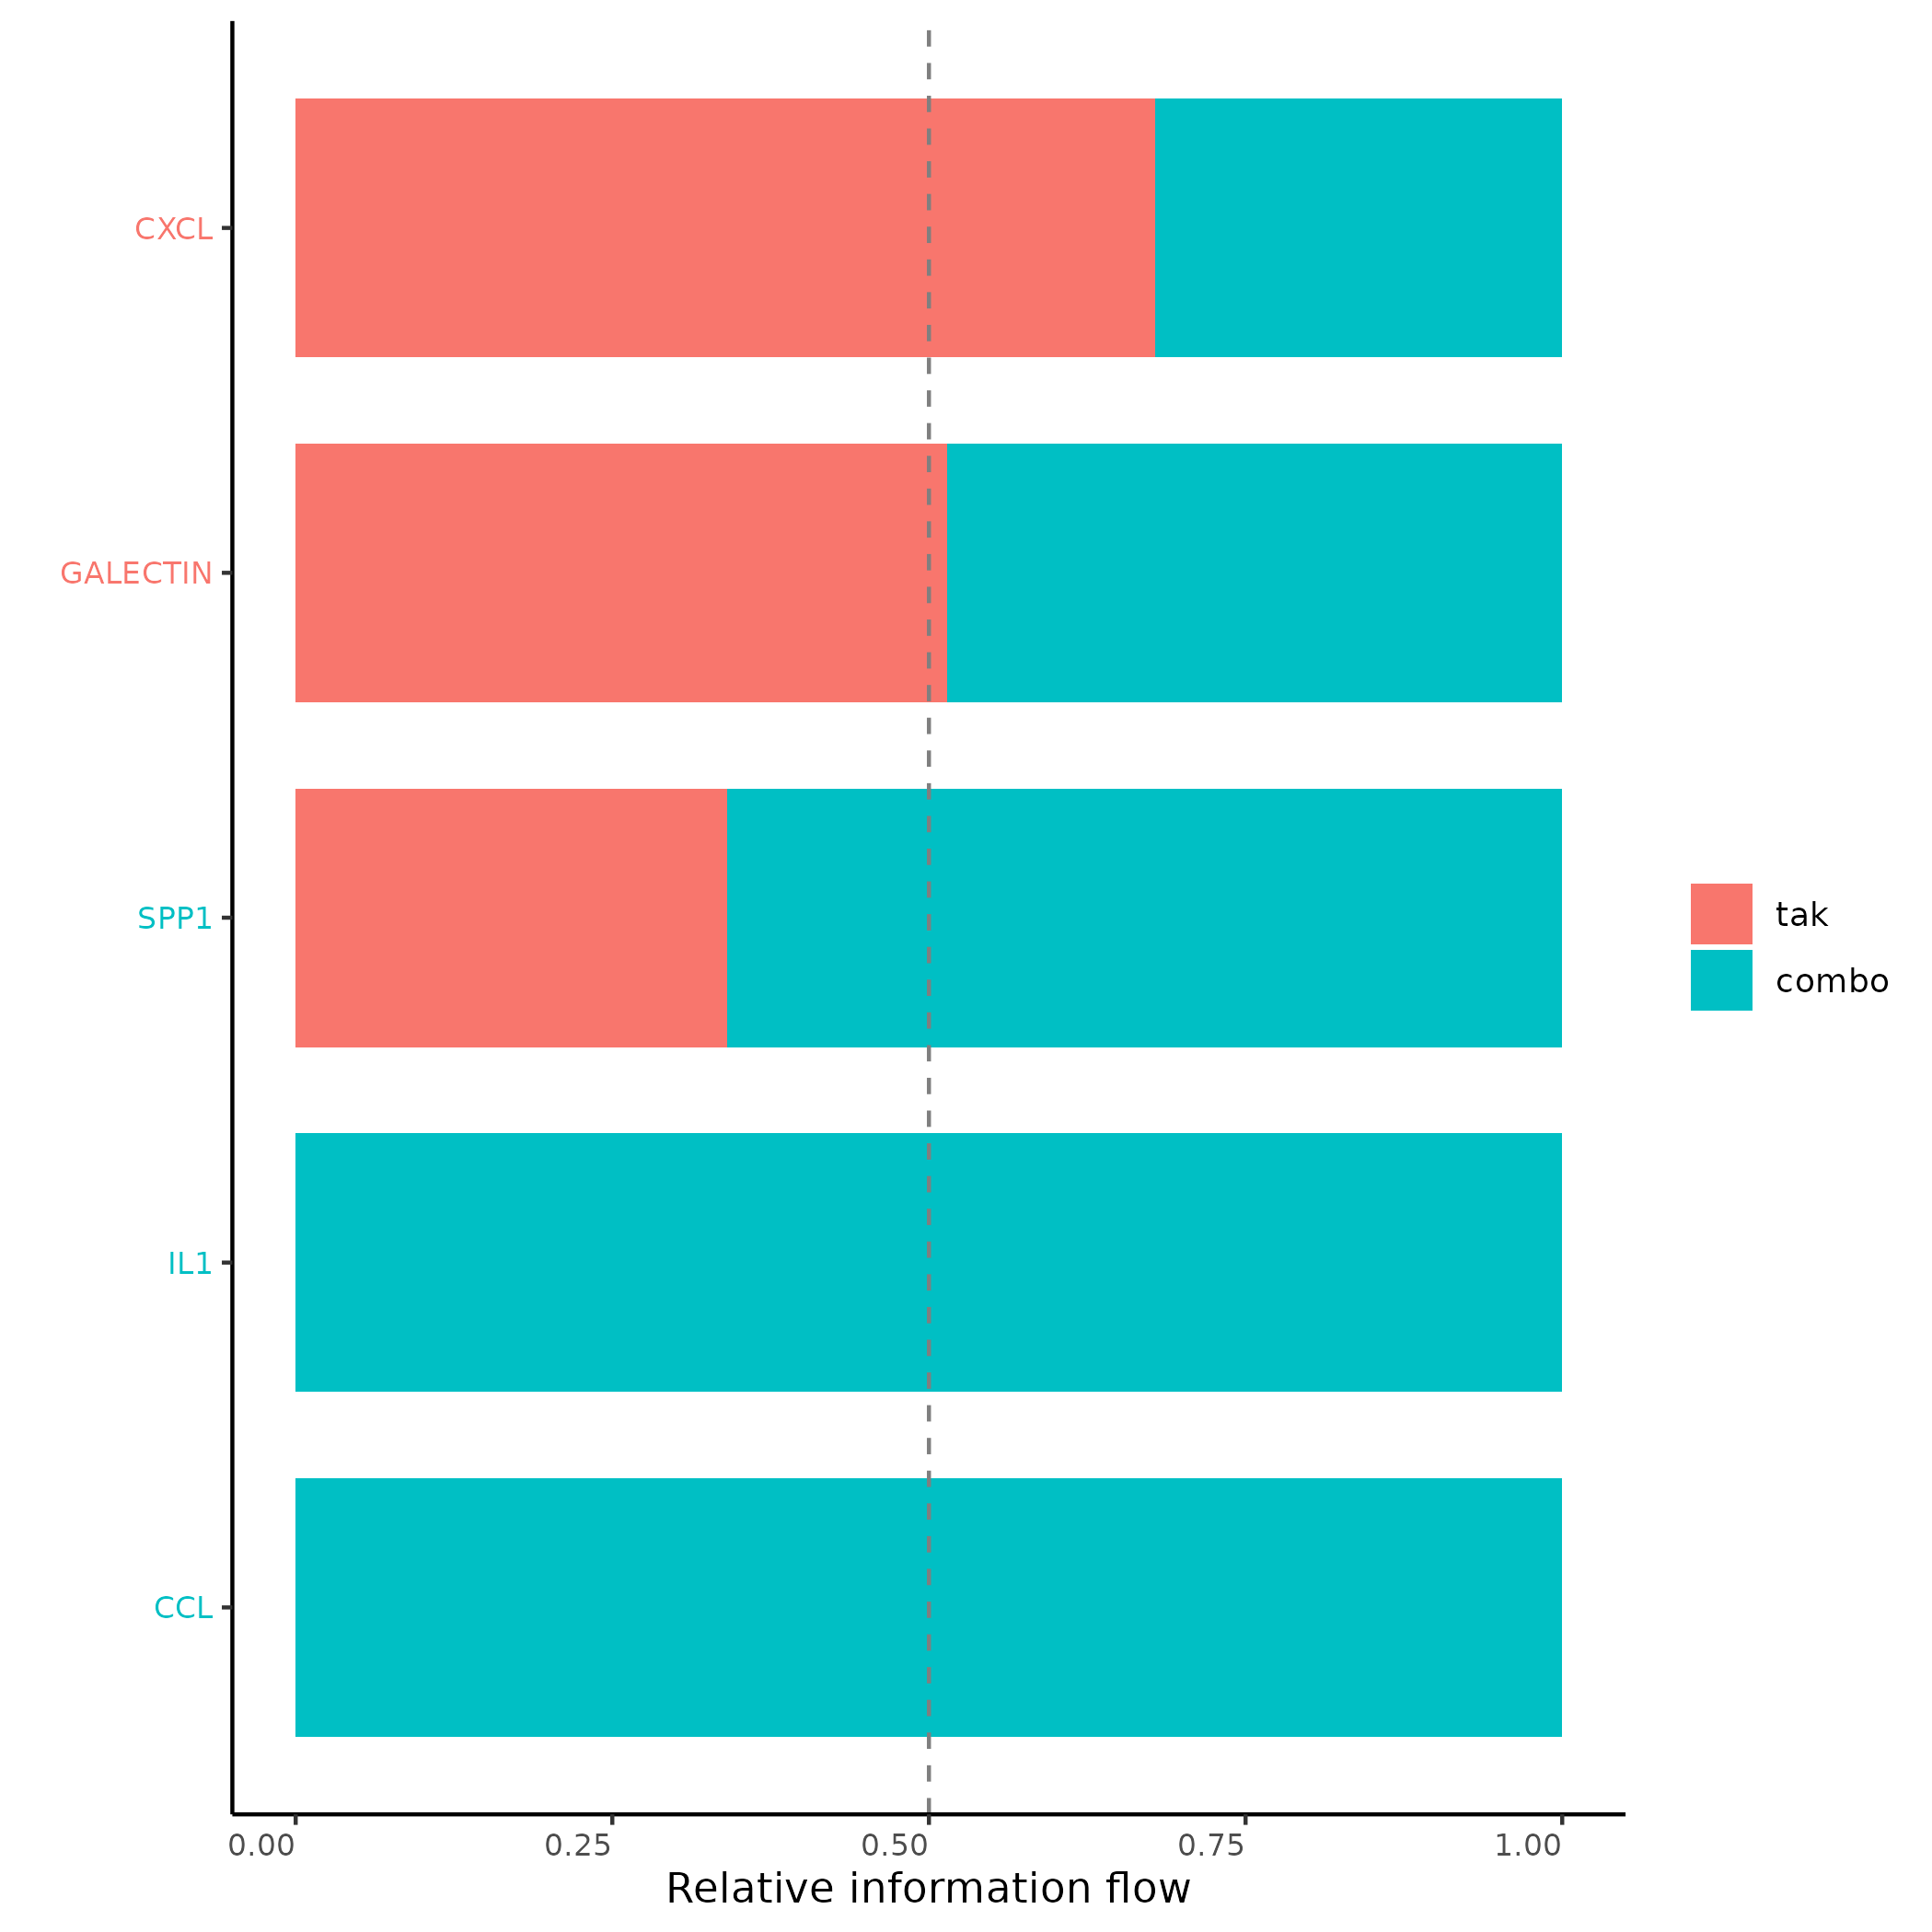 CXCL
GALECTIN
SPP1
IL1
CCL
0.00 0.25 0.50 0.75 1.00
Relative information flow
tak
combo